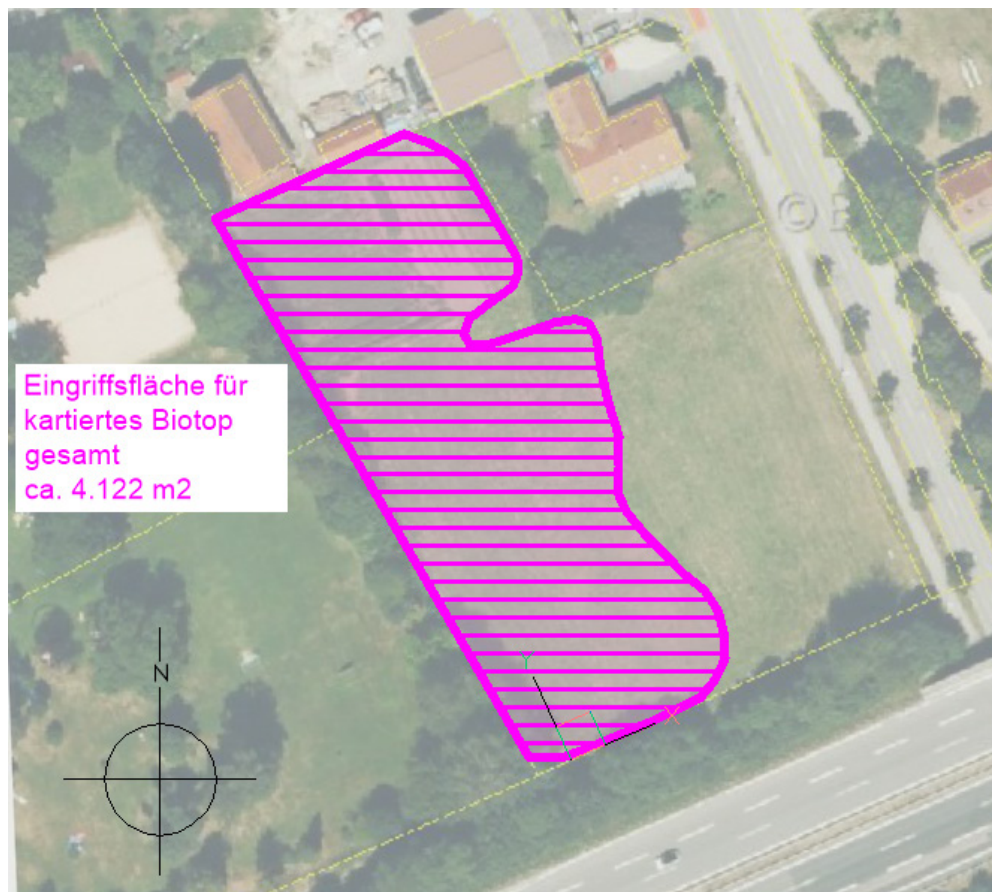 Eingriffsfläche für
kartiertes Biotop
gesamt
ca. 4.122 m2
N
Y
X